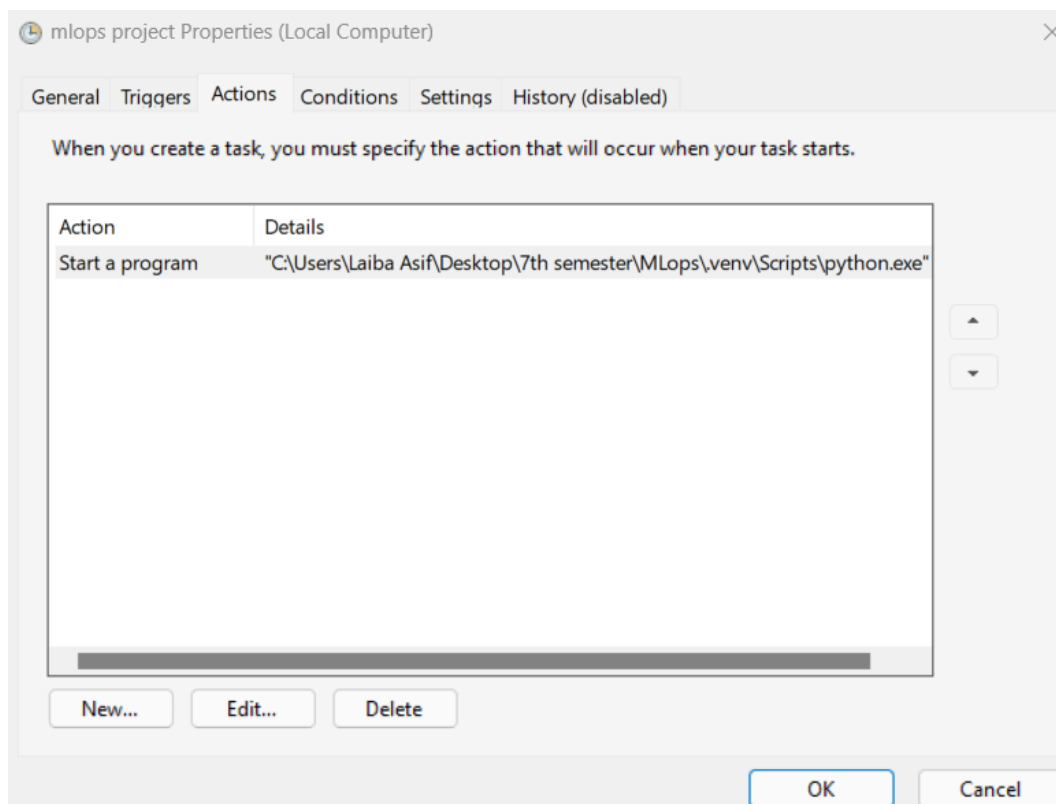 mlops project Properties (Local Computer)
General Triggers Actions Conditions Settings History (disabled)
When you create a task, you must specify the action that will occur when your task starts.
Action Details
Start a program "C:\Users\Laiba Asif\Desktop\7th semester\MLops\.venv\Scripts\python.exe"
New... Edit... Delete
OK Cancel